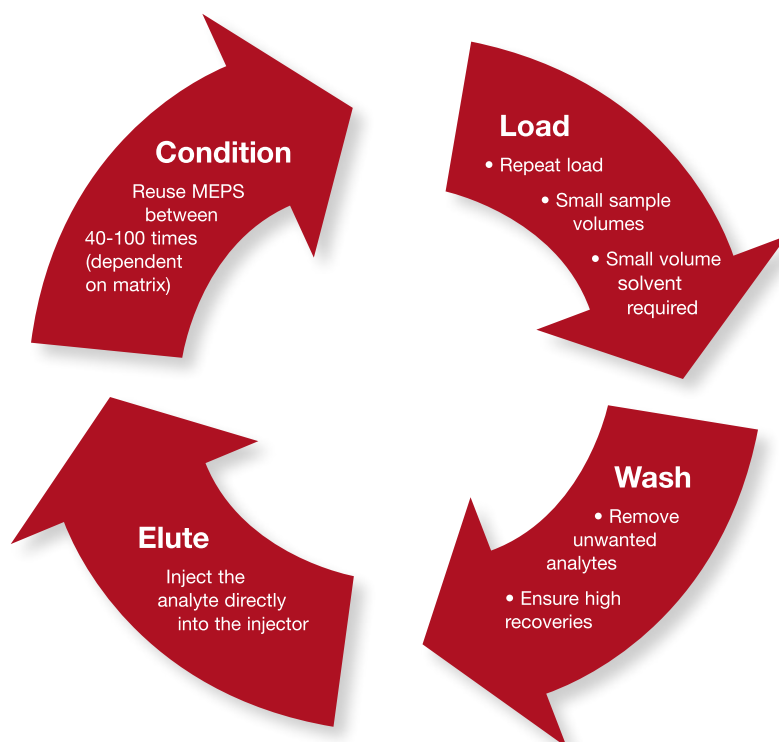 Condition
Reuse MEPS
between
40-100 times
(dependent
on matrix)
Load
• Repeat load
• Small sample
volumes
• Small volume
solvent
required
Wash
• Remove
unwanted
analytes
• Ensure high
recoveries
Elute
Inject the
analyte directly
into the injector